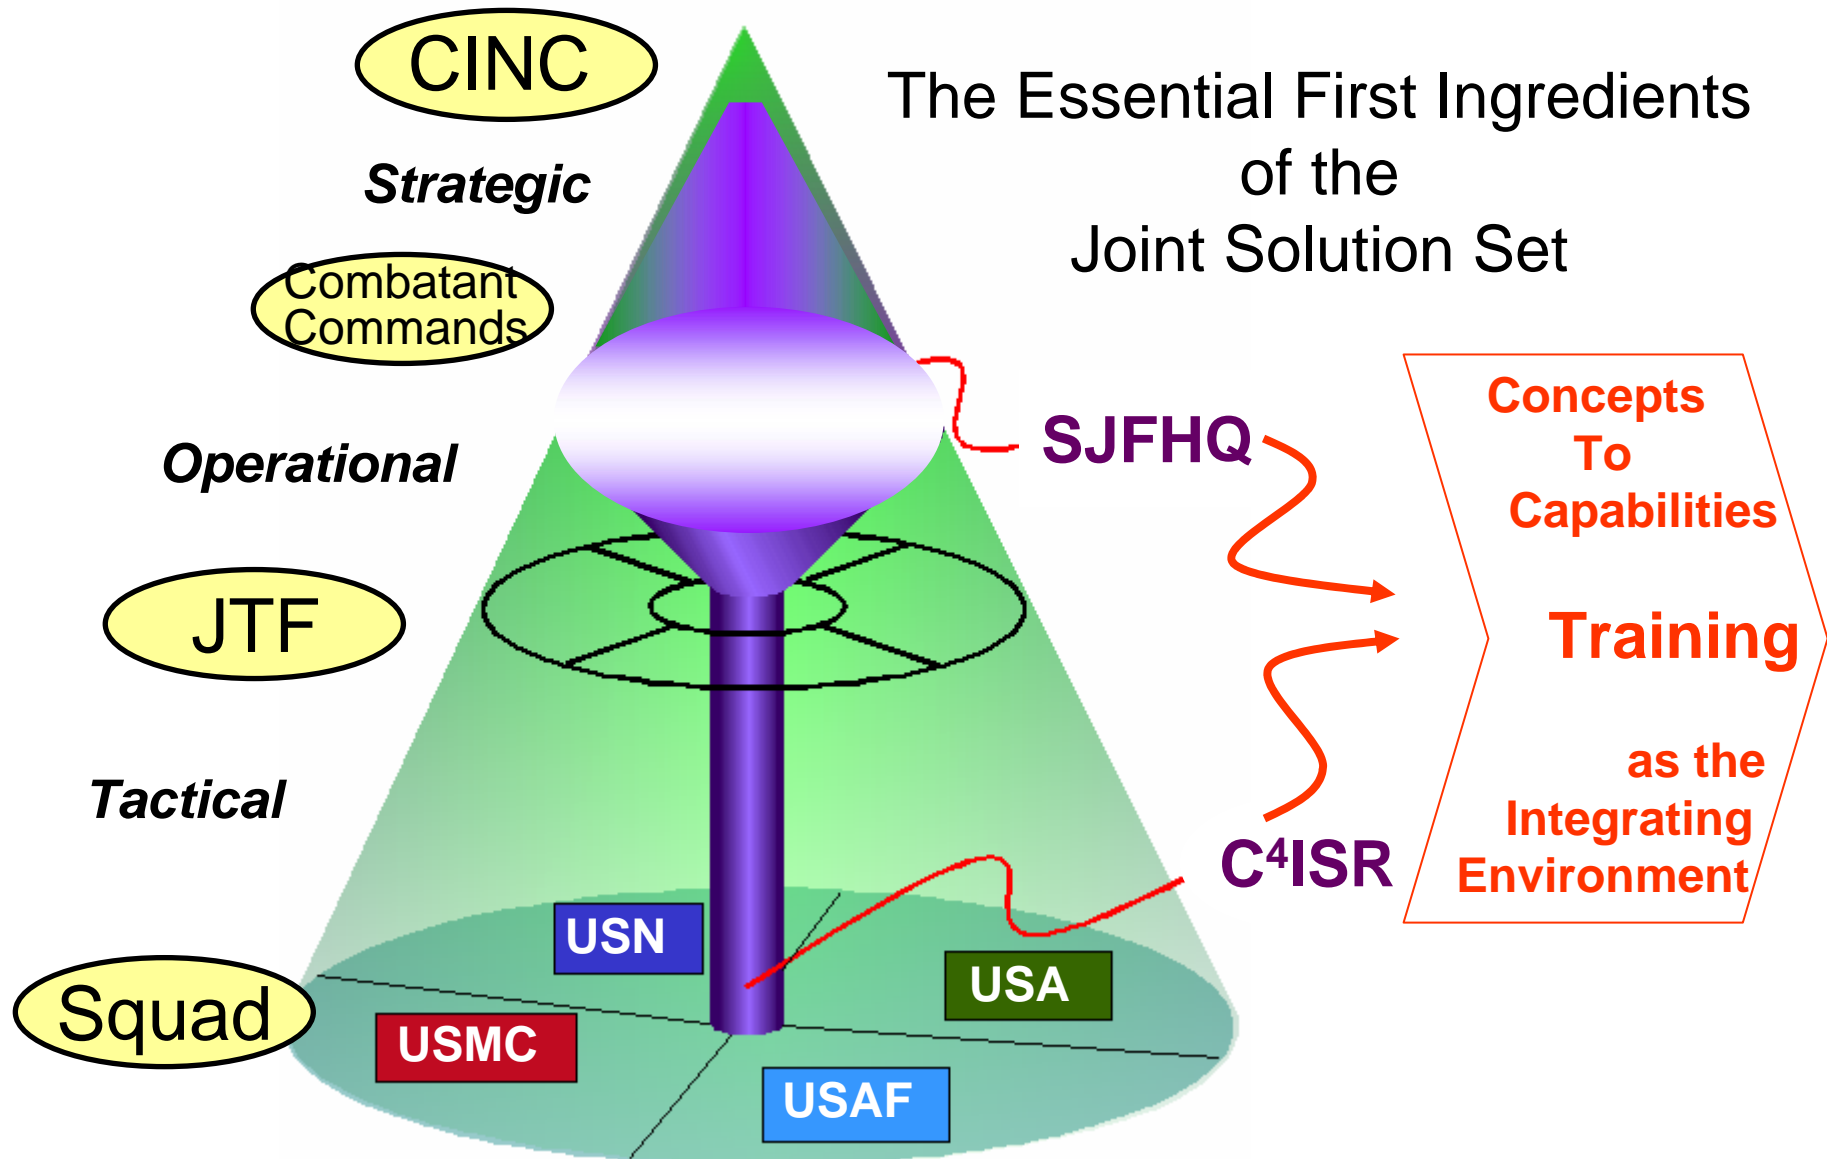 The Essential First Ingredients
of the
Joint Solution Set
CINC
Strategic
Combatant
Commands
Operational
JTF
Tactical
Squad
SJFHQ
C⁴ISR
USN
USA
USMC
USAF
Concepts
To
Capabilities
Training
as the
Integrating
Environment